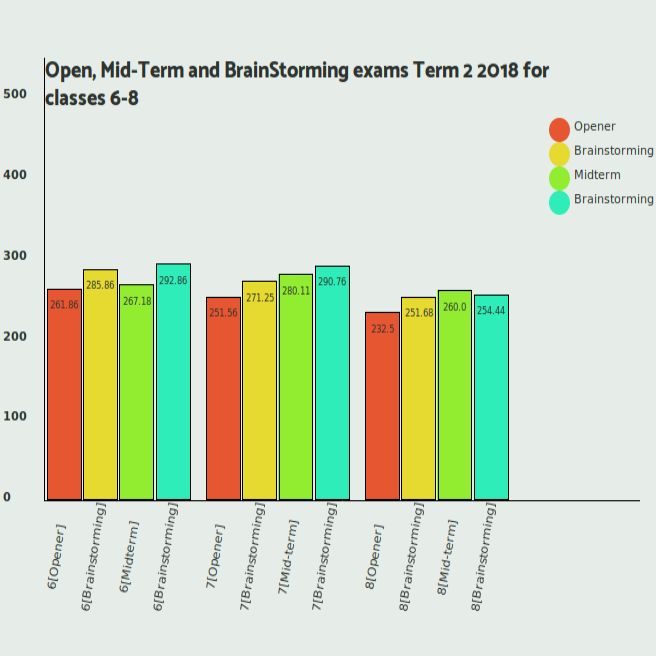 Open, Mid-Term and BrainStorming exams Term 2 2018 for
classes 6-8
500
400
300
200
100
0
Opener
Brainstorming
Midterm
Brainstorming
261.86
285.86
267.18
292.86
251.56
271.25
280.11
290.76
232.5
251.68
260.0
254.44
6[Opener]
6[Brainstorming]
6[Midterm]
6[Brainstorming]
7[Opener]
7[Brainstorming]
7[Mid-term]
7[Brainstorming]
8[Opener]
8[Brainstorming]
8[Mid-term]
8[Brainstorming]